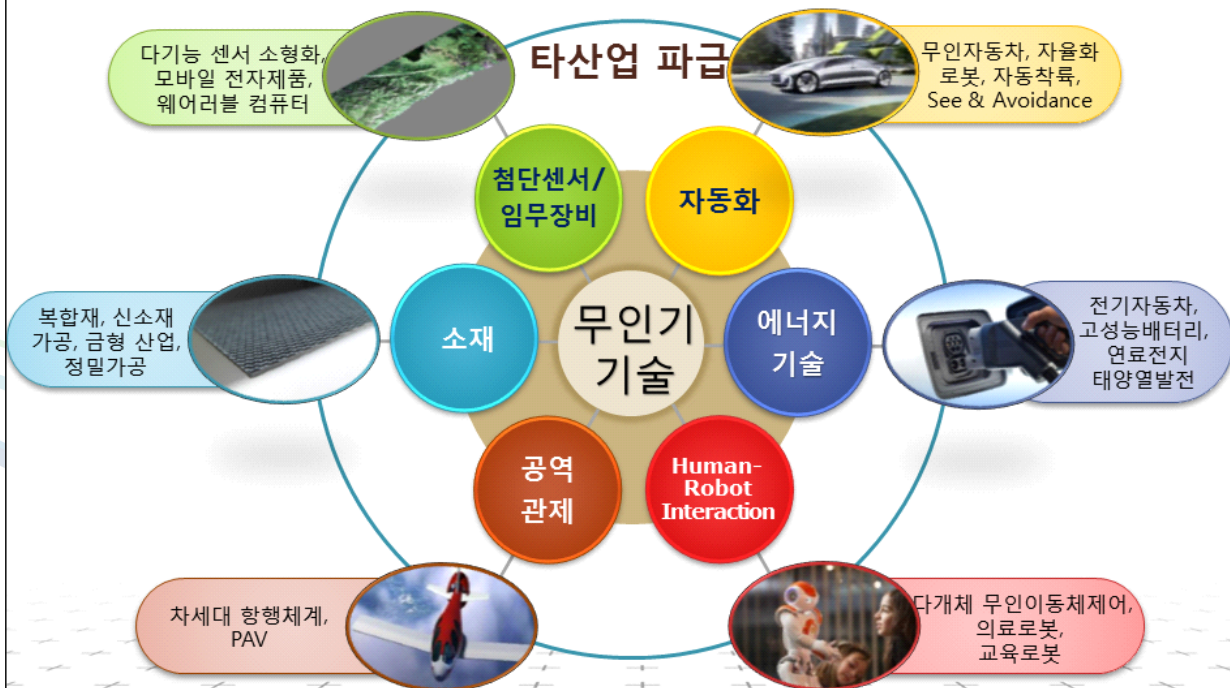 타산업 파급
다기능 센서 소형화,
모바일 전자제품,
웨어러블 컴퓨터
무인자동차, 자율화
로봇, 자동착륙,
See & Avoidance
첨단센서/
임무장비
자동화
복합재, 신소재
가공, 금형 산업,
정밀가공
소재
무인기
기술
에너지
기술
전기자동차,
고성능배터리,
연료전지
태양열발전
공역
관제
Human-
Robot
Interaction
차세대 항행체계,
PAV
다개체 무인이동체제어,
의료로봇,
교육로봇